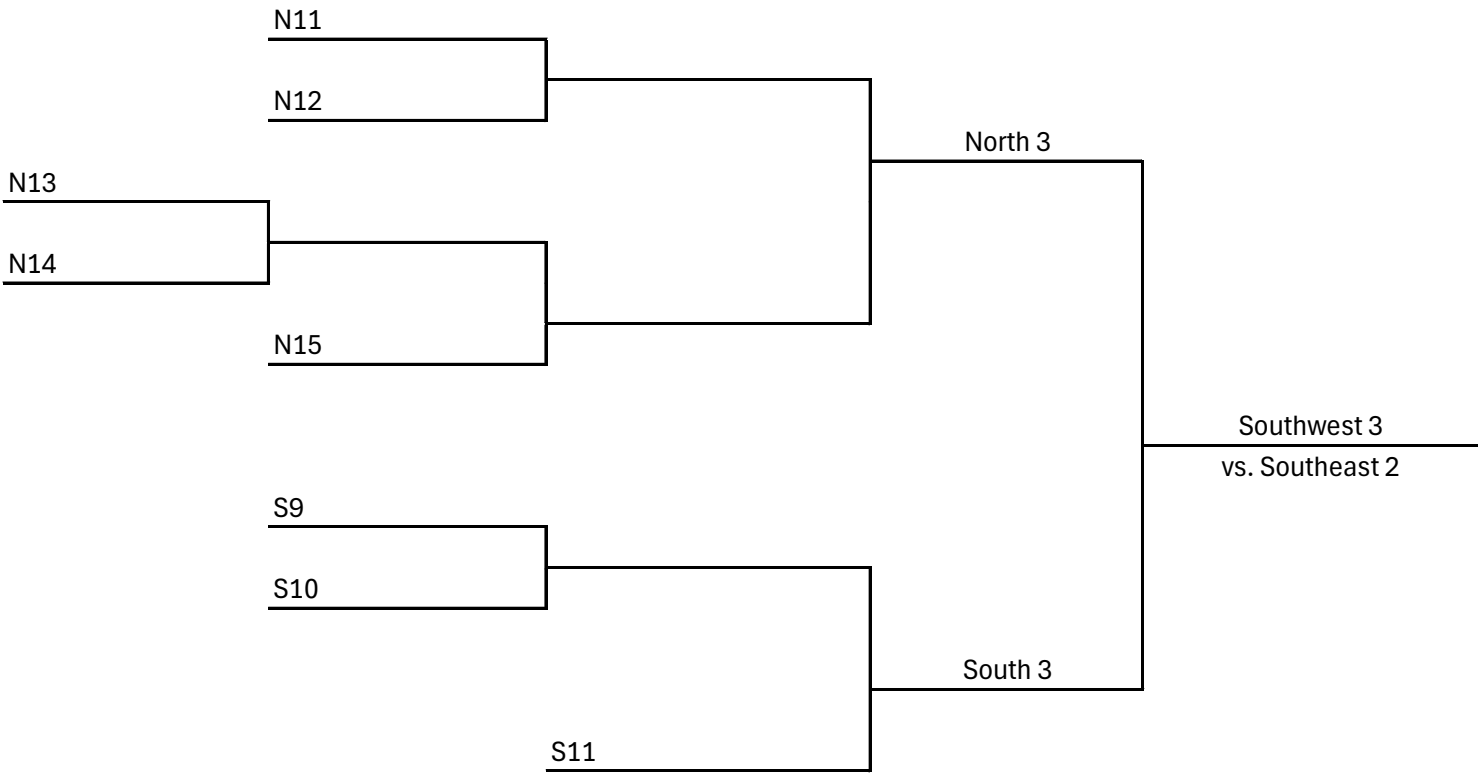 N11
N12
North 3
N13
N14
N15
Southwest 3
vs. Southeast 2
S9
S10
South 3
S11